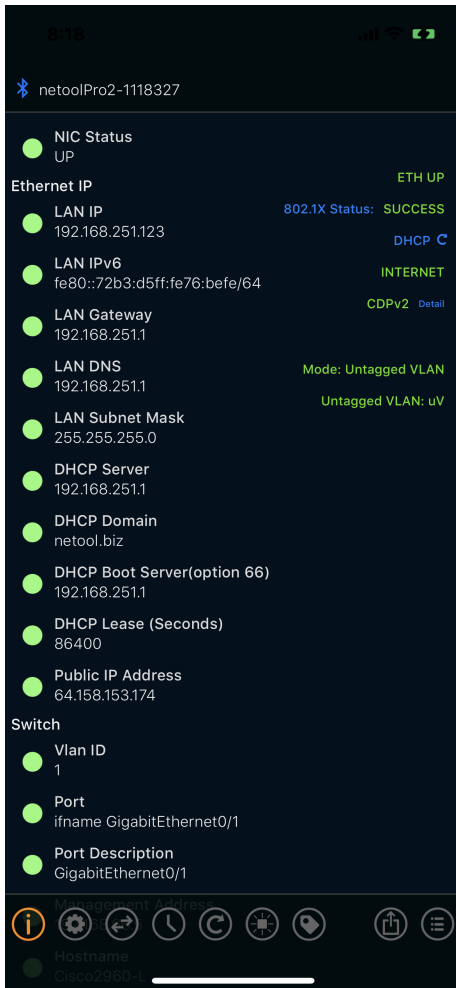 8:18
netoolPro2-1118327
NIC Status
UP
ETH UP
Ethernet IP
LAN IP
192.168.251.123
802.1X Status: SUCCESS
DHCP
LAN IPv6
fe80::72b3:d5ff:fe76:befe/64
INTERNET
CDPv2 Detail
LAN Gateway
192.168.251.1
LAN DNS
192.168.251.1
Mode: Untagged VLAN
Untagged VLAN: uV
LAN Subnet Mask
255.255.255.0
DHCP Server
192.168.251.1
DHCP Domain
netool.biz
DHCP Boot Server(option 66)
192.168.251.1
DHCP Lease (Seconds)
86400
Public IP Address
64.158.153.174
Switch
Vlan ID
1
Port
ifname GigabitEthernet0/1
Port Description
GigabitEthernet0/1
Management Address
Hostname
Cisco2960-L